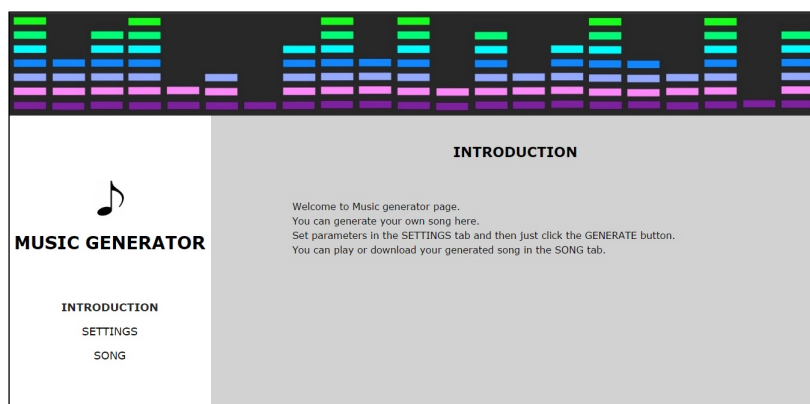 MUSIC GENERATOR
INTRODUCTION
SETTINGS
SONG
INTRODUCTION
Welcome to Music generator page.
You can generate your own song here.
Set parameters in the SETTINGS tab and then just click the GENERATE button.
You can play or download your generated song in the SONG tab.